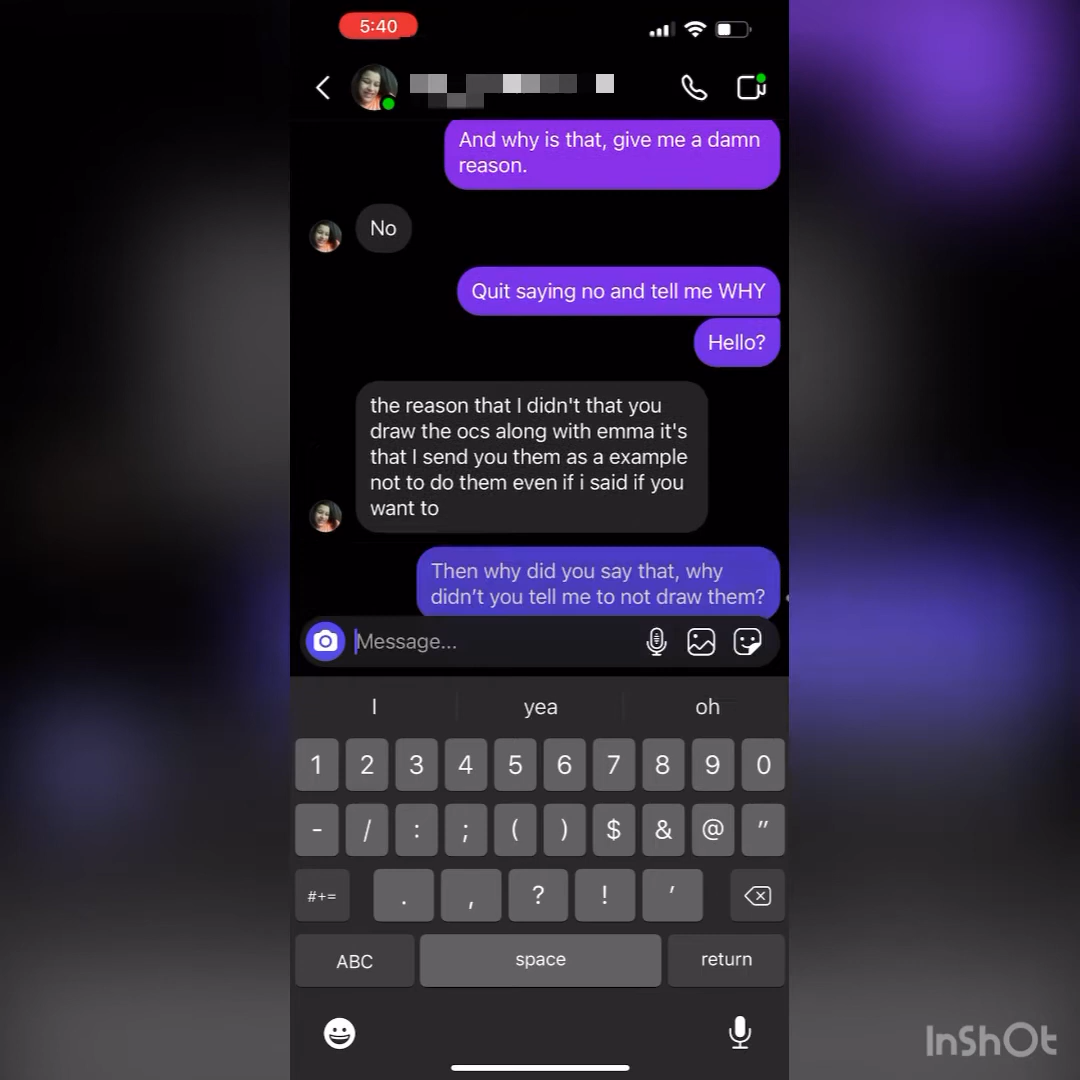 5:40
And why is that, give me a damn
reason.
No
Quit saying no and tell me WHY
Hello?
the reason that I didn't that you
draw the ocs along with emma it's
that I send you them as a example
not to do them even if i said if you
want to
Then why did you say that, why
didn't you tell me to not draw them?
Message...
I yea oh
1 2 3 4 5 6 7 8 9 0
- / : ; ( ) $ & @ "
#+= . , ? ! '
ABC space return
InShOt